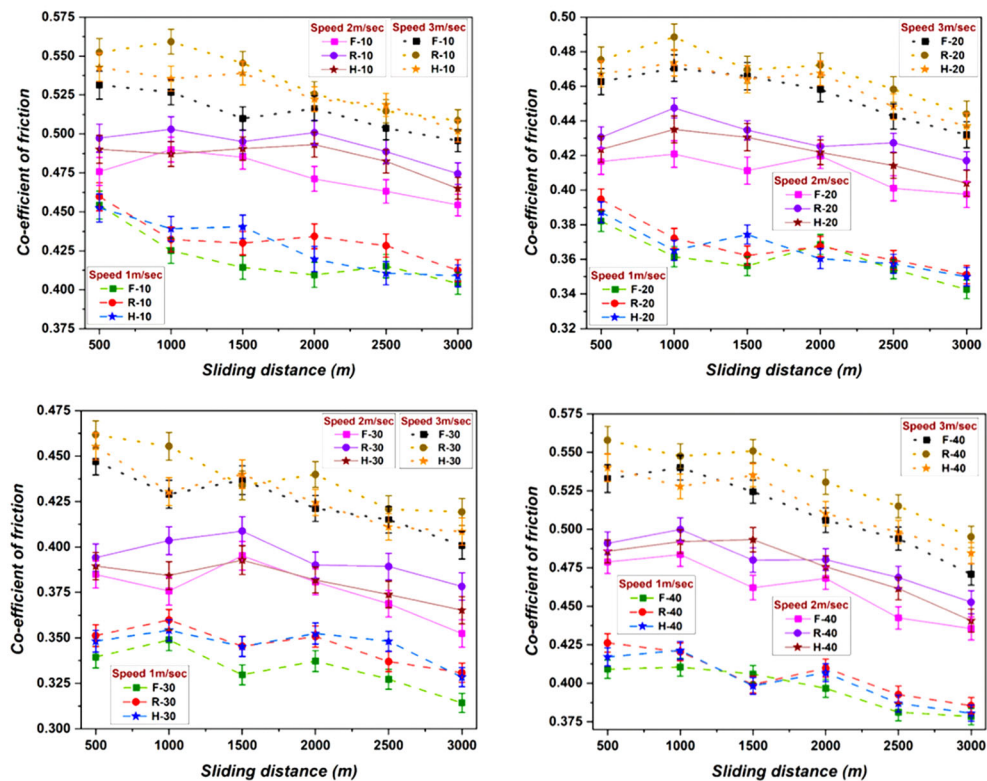 Speed 2m/sec Speed 3m/sec
F-10 F-10
R-10 R-10
H-10 H-10
Speed 1m/sec
F-10
R-10
H-10
0.575
0.550
0.525
0.500
0.475
0.450
0.425
0.400
0.375
Co-efficient of friction
500 1000 1500 2000 2500 3000
Sliding distance (m)
Speed 3m/sec
F-20
R-20
H-20
Speed 2m/sec
F-20
R-20
H-20
Speed 1m/sec
F-20
R-20
H-20
0.50
0.48
0.46
0.44
0.42
0.40
0.38
0.36
0.34
0.32
Co-efficient of friction
500 1000 1500 2000 2500 3000
Sliding distance (m)
Speed 2m/sec Speed 3m/sec
F-30 F-30
R-30 R-30
H-30 H-30
Speed 1m/sec
F-30
R-30
H-30
0.475
0.450
0.425
0.400
0.375
0.350
0.325
0.300
Co-efficient of friction
500 1000 1500 2000 2500 3000
Sliding distance (m)
Speed 3m/sec
F-40
R-40
H-40
Speed 1m/sec
F-40
R-40
H-40
Speed 2m/sec
F-40
R-40
H-40
0.575
0.550
0.525
0.500
0.475
0.450
0.425
0.400
0.375
Co-efficient of friction
500 1000 1500 2000 2500 3000
Sliding distance (m)